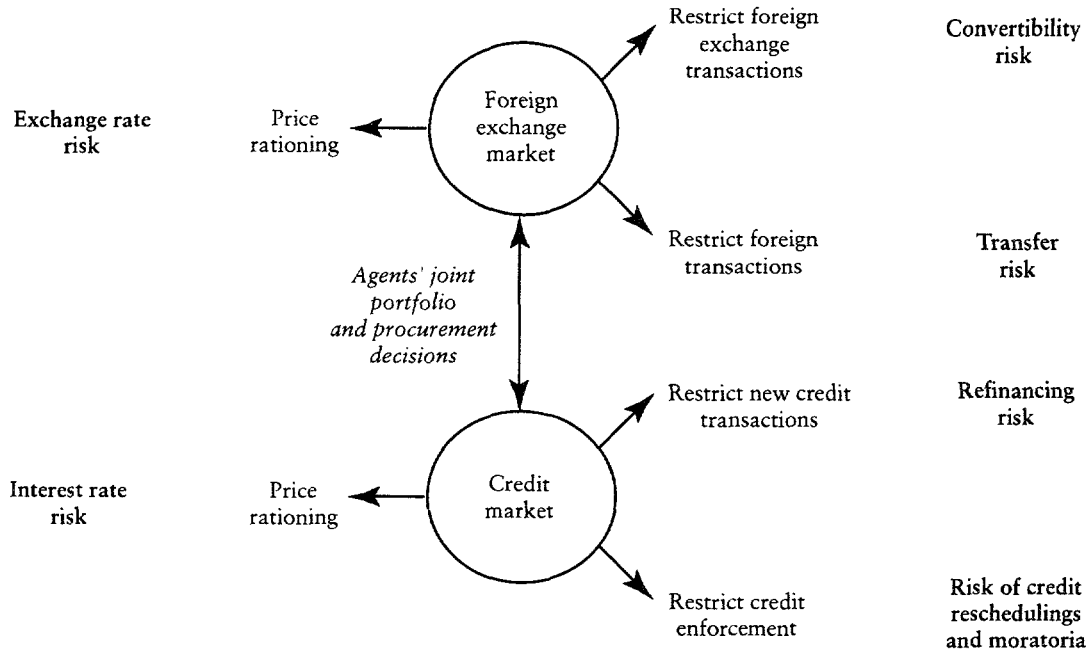 Restrict foreign
exchange
transactions
Convertibility
risk
Foreign
exchange
market
Exchange rate
risk
Price
rationing
Restrict foreign
transactions
Transfer
risk
Agents' joint
portfolio
and procurement
decisions
Restrict new credit
transactions
Refinancing
risk
Interest rate
risk
Price
rationing
Credit
market
Restrict credit
enforcement
Risk of credit
reschedulings
and moratoria